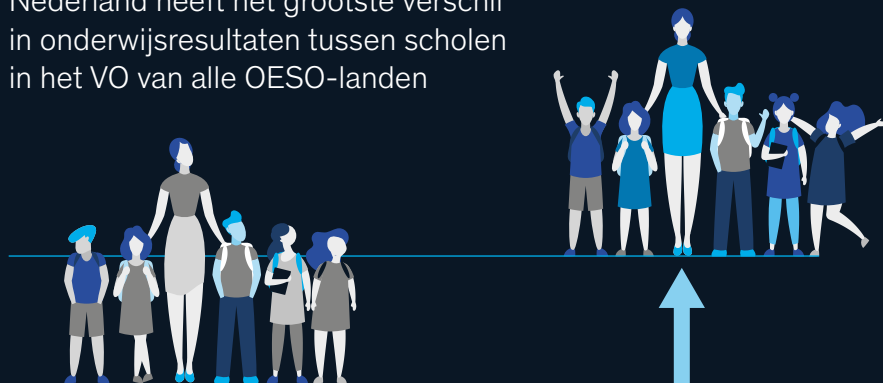 Nederland heeft het grootste verschil
in onderwijsresultaten tussen scholen
in het VO van alle OESO-landen